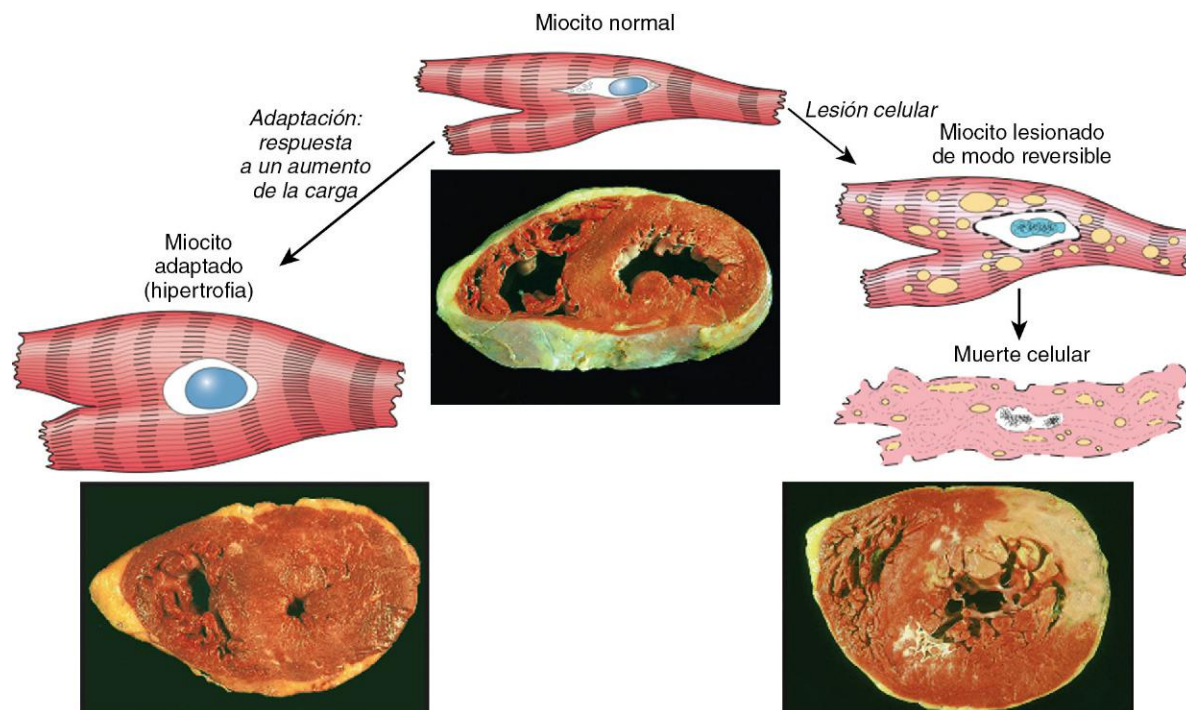 Miocito normal
Adaptación:
respuesta
a un aumento
de la carga
Lesión celular
Miocito lesionado
de modo reversible
Miocito
adaptado
(hipertrofia)
Muerte celular